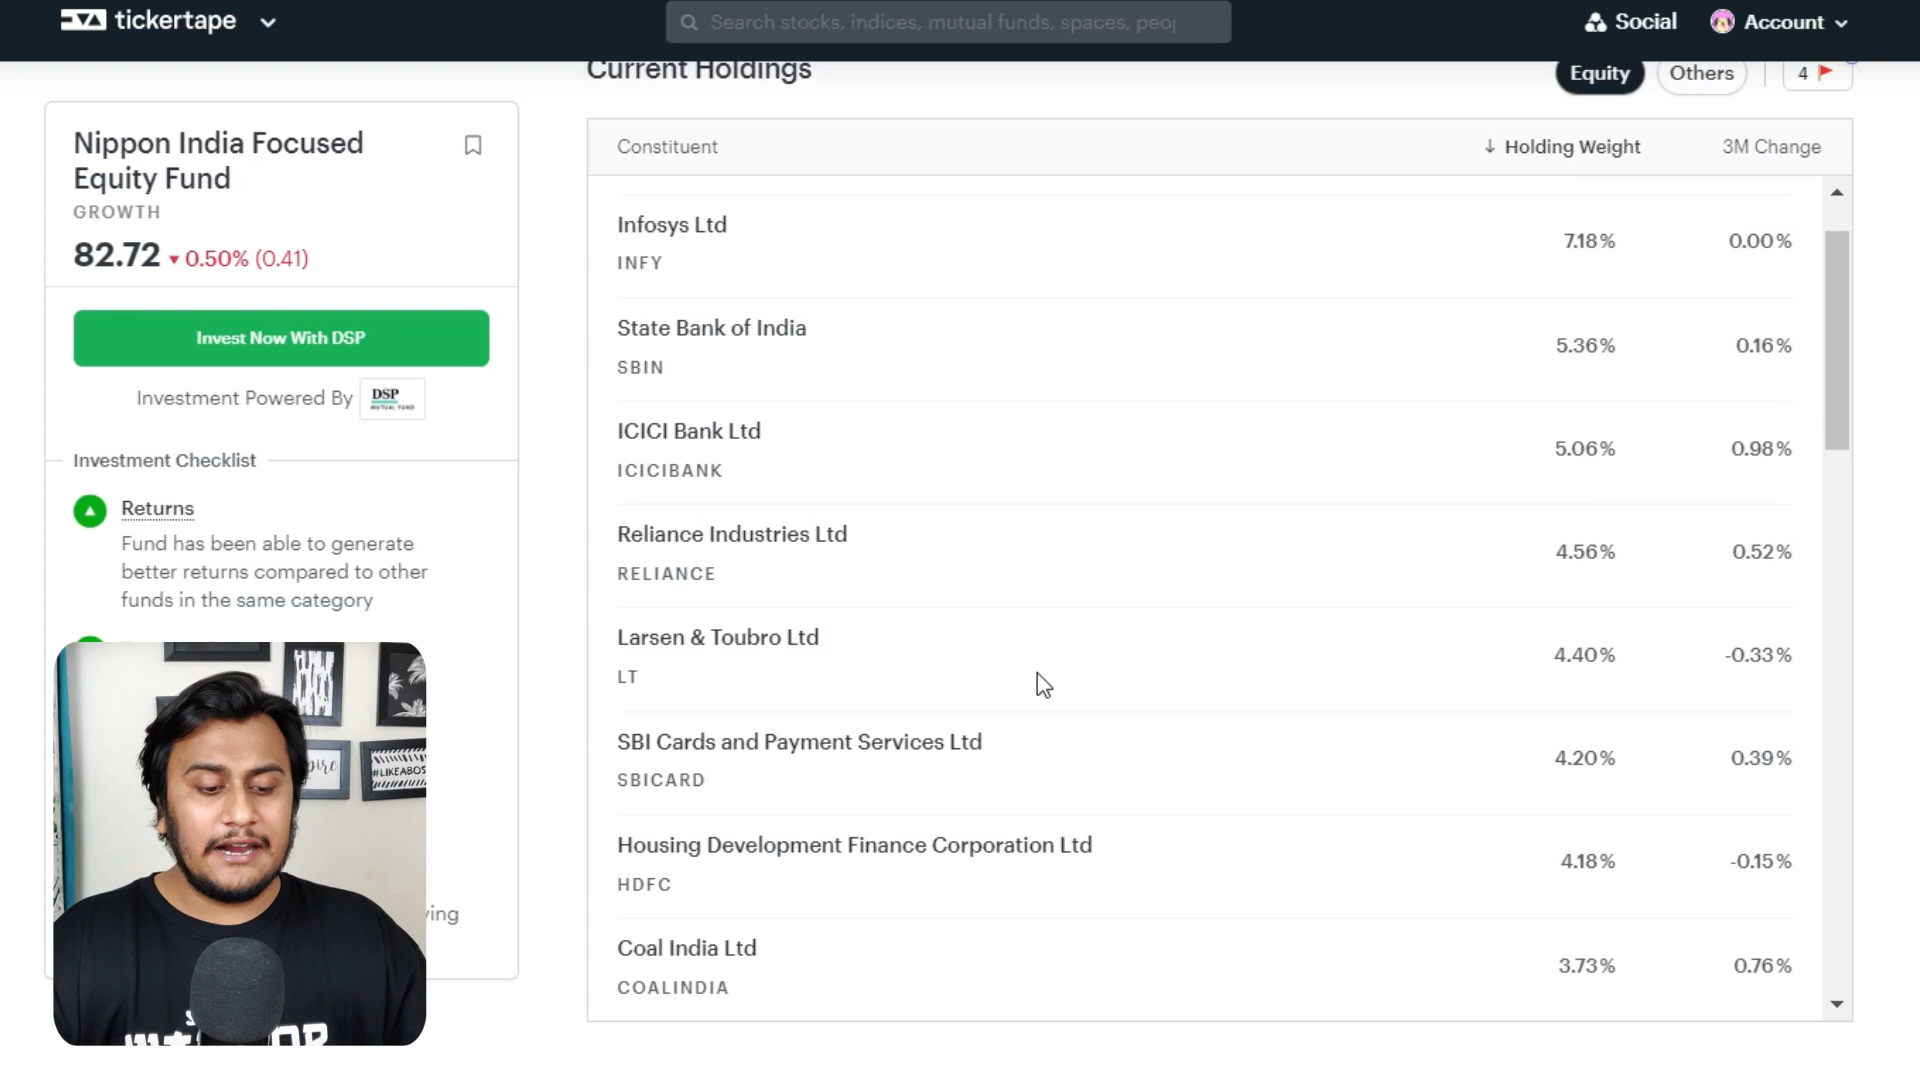 tickertape
Search stocks, indices, mutual funds, spaces, peo
Social
Account
Current Holdings
Equity
Others
4
Nippon India Focused
Equity Fund
GROWTH
82.72 ▾ 0.50% (0.41)
Invest Now With DSP
Investment Powered By
DSP
MUTUAL FUND
Investment Checklist
Returns
Fund has been able to generate
better returns compared to other
funds in the same category
Constituent ↓ Holding Weight 3M Change
Infosys Ltd
INFY
7.18% 0.00%
State Bank of India
SBIN
5.36% 0.16%
ICICI Bank Ltd
ICICIBANK
5.06% 0.98%
Reliance Industries Ltd
RELIANCE
4.56% 0.52%
Larsen & Toubro Ltd
LT
4.40% -0.33%
SBI Cards and Payment Services Ltd
SBICARD
4.20% 0.39%
Housing Development Finance Corporation Ltd
HDFC
4.18% -0.15%
Coal India Ltd
COALINDIA
3.73% 0.76%
#LIKEABOS